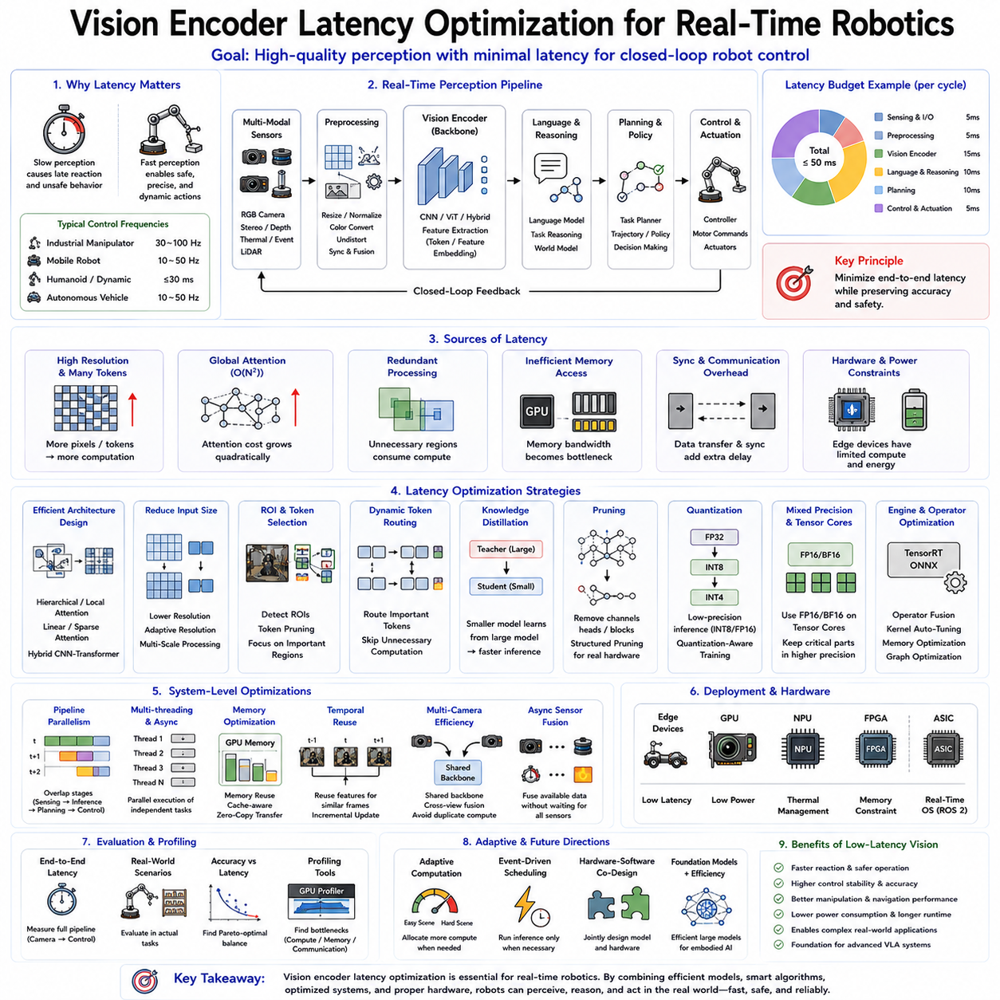 Vision Encoder Latency Optimization for Real-Time Robotics
Goal: High-quality perception with minimal latency for closed-loop robot control
1. Why Latency Matters
Slow perception
causes late reaction
and unsafe behavior
Fast perception
enables safe,
precise, and
dynamic actions
Typical Control Frequencies
Industrial Manipulator 30~100 Hz
Mobile Robot 10~50 Hz
Humanoid / Dynamic ≤30 ms
Autonomous Vehicle 10~50 Hz
2. Real-Time Perception Pipeline
Multi-Modal
Sensors
RGB Camera
Stereo / Depth
Thermal / Event
LiDAR
Preprocessing
Resize / Normalize
Color Convert
Undistort
Sync & Fusion
Vision Encoder
(Backbone)
CNN / ViT / Hybrid
Feature Extraction
(Token / Feature
Embedding)
Language &
Reasoning
Language Model
Task Reasoning
World Model
Planning &
Policy
Task Planner
Trajectory / Policy
Decision Making
Control &
Actuation
Controller
Motor Commands
Actuators
Closed-Loop Feedback
Latency Budget Example (per cycle)
Total
≤ 50 ms
Sensing & I/O 5ms
Preprocessing 5ms
Vision Encoder 15ms
Language & Reasoning 10ms
Planning 10ms
Control & Actuation 5ms
Key Principle
Minimize end-to-end latency
while preserving accuracy
and safety.
3. Sources of Latency
High Resolution
& Many Tokens
More pixels / tokens
→ more computation
Global Attention
(O(N²))
Attention cost grows
quadratically
Redundant
Processing
Unnecessary regions
consume compute
Inefficient Memory
Access
GPU
Memory bandwidth
becomes bottleneck
Sync & Communication
Overhead
Data transfer & sync
add extra delay
Hardware & Power
Constraints
Edge devices have
limited compute
and energy
4. Latency Optimization Strategies
Efficient Architecture
Design
Hierarchical / Local
Attention
Linear / Sparse
Attention
Hybrid CNN-Transformer
Reduce Input Size
Lower Resolution
Adaptive Resolution
Multi-Scale Processing
ROI & Token
Selection
Detect ROIs
Token Pruning
Focus on Important
Regions
Dynamic Token
Routing
Route Important
Tokens
Skip Unnecessary
Computation
Knowledge
Distillation
Teacher (Large)
Student (Small)
Smaller model learns
from large model
→ faster inference
Pruning
Remove channels
heads / blocks
Structured Pruning
for real hardware
Quantization
FP32
INT8
INT4
Low-precision
inference (INT8/FP16)
Quantization-Aware
Training
Mixed Precision
& Tensor Cores
FP16/BF16
Use FP16/BF16 on
Tensor Cores
Keep critical parts
in higher precision
Engine & Operator
Optimization
TensorRT
ONNX
Operator Fusion
Kernel Auto-Tuning
Memory Optimization
Graph Optimization
5. System-Level Optimizations
Pipeline
Parallelism
t
t+1
t+2
Overlap stages
(Sensing → Inference
→ Planning → Control)
Multi-threading
& Async
Thread 1
Thread 2
Thread 3
Thread N
Parallel execution of
independent tasks
Memory
Optimization
GPU Memory
Memory Reuse
Cache-aware
Zero-Copy Transfer
Temporal
Reuse
t-1 t t+1
Reuse features for
similar frames
Incremental Update
Multi-Camera
Efficiency
Shared
Backbone
Shared backbone
Cross-view fusion
Avoid duplicate compute
Async Sensor
Fusion
Fuse available data
without waiting for
all sensors
6. Deployment & Hardware
Edge
Devices
GPU
NPU
NPU
FPGA
FPGA
ASIC
ASIC
Low Latency
Low Power
Thermal
Management
Memory
Constraint
Real-Time
OS (ROS 2)
7. Evaluation & Profiling
End-to-End
Latency
Measure full pipeline
(Camera → Control)
Real-World
Scenarios
Evaluate in actual
tasks
Accuracy vs
Latency
Find Pareto-optimal
balance
Profiling
Tools
GPU Profiler
Find bottlenecks
(Compute / Memory /
Communication)
8. Adaptive & Future Directions
Adaptive
Computation
Easy Scene Hard Scene
Allocate more compute
when needed
Event-Driven
Scheduling
Run inference only
when necessary
Hardware-Software
Co-Design
Jointly design model
and hardware
Foundation Models
+ Efficiency
Efficient large models
for embodied AI
9. Benefits of Low-Latency Vision
Faster reaction & safer operation
Higher control stability & accuracy
Better manipulation & navigation performance
Lower power consumption & longer runtime
Enables complex real-world applications
Foundation for advanced VLA systems
Key Takeaway:
Vision encoder latency optimization is essential for real-time robotics. By combining efficient models, smart algorithms,
optimized systems, and proper hardware, robots can perceive, reason, and act in the real world—fast, safe, and reliably.